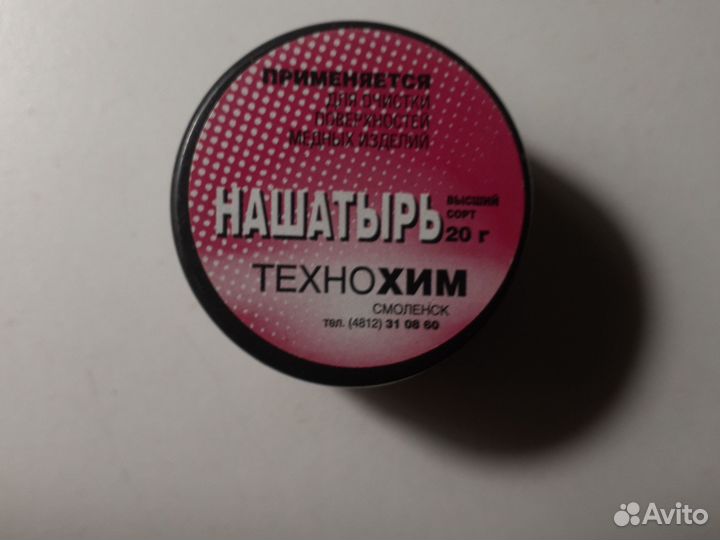 ПРИМЕНЯЕТСЯ
ДЛЯ ОЧИСТКИ
ПОВЕРХНОСТЕЙ
МЕДНЫХ ИЗДЕЛИЙ
НАШАТЫРЬ
ВЫСШИЙ
СОРТ
20 г
ТЕХНОХИМ
СМОЛЕНСК
тел. (4812) 31 08 60
Avito